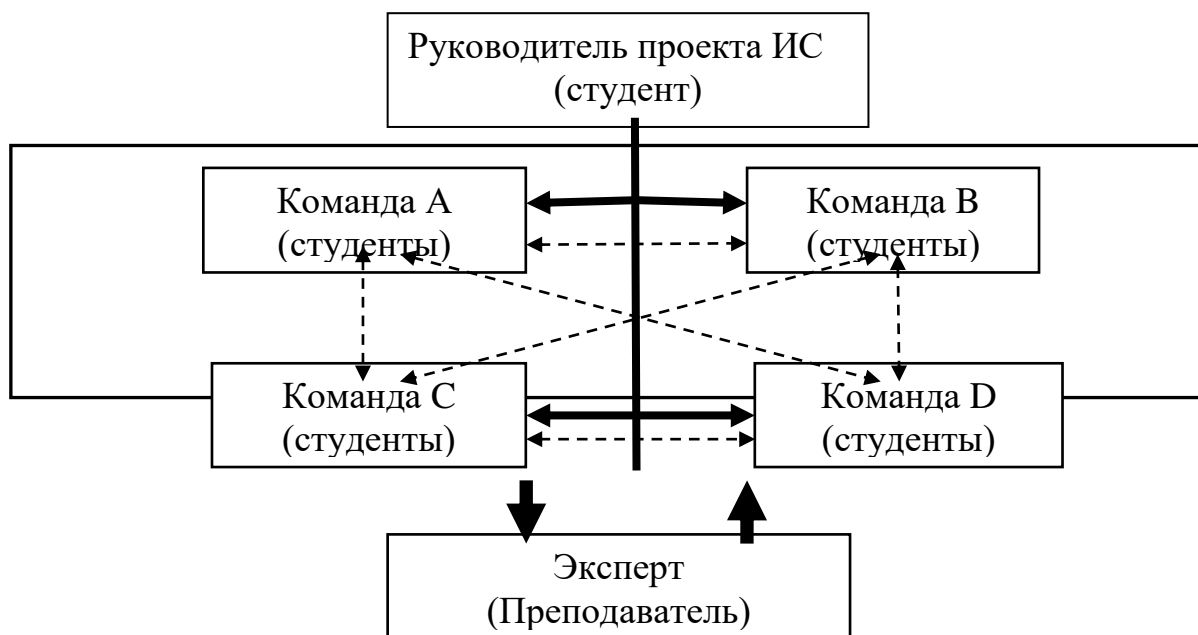 Руководитель проекта ИС
(студент)
Команда А
(студенты)
Команда В
(студенты)
Команда С
(студенты)
Команда D
(студенты)
Эксперт
(Преподаватель)